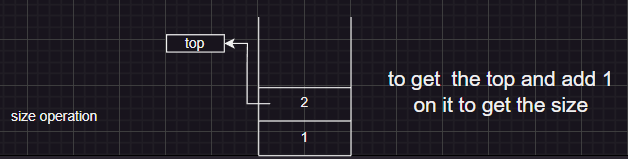 top
to get  the top and add 1
on it to get the size
2
size operation
1